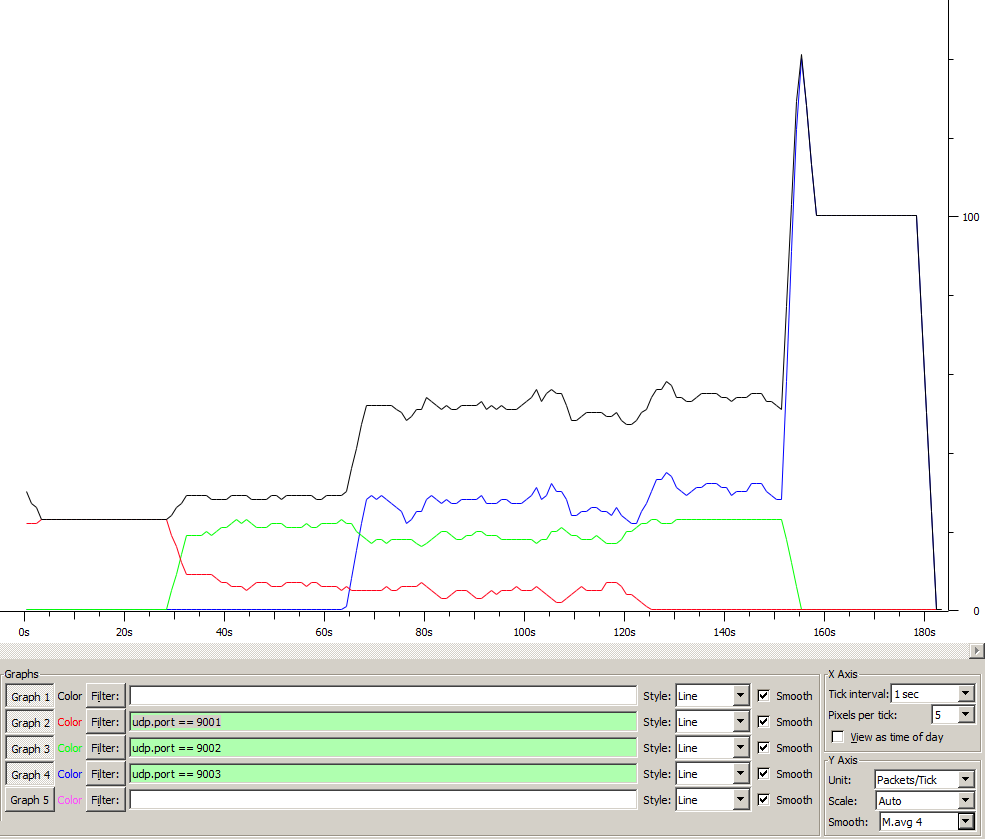 100
0
0s 20s 40s 60s 80s 100s 120s 140s 160s 180s
Graphs
Graph 1 Color Filter: Style: Line Smooth
Graph 2 Color Filter: udp.port == 9001 Style: Line Smooth
Graph 3 Color Filter: udp.port == 9002 Style: Line Smooth
Graph 4 Color Filter: udp.port == 9003 Style: Line Smooth
Graph 5 Color Filter: Style: Line Smooth
X Axis
Tick interval: 1 sec
Pixels per tick: 5
View as time of day
Y Axis
Unit: Packets/Tick
Scale: Auto
Smooth: M.avg 4